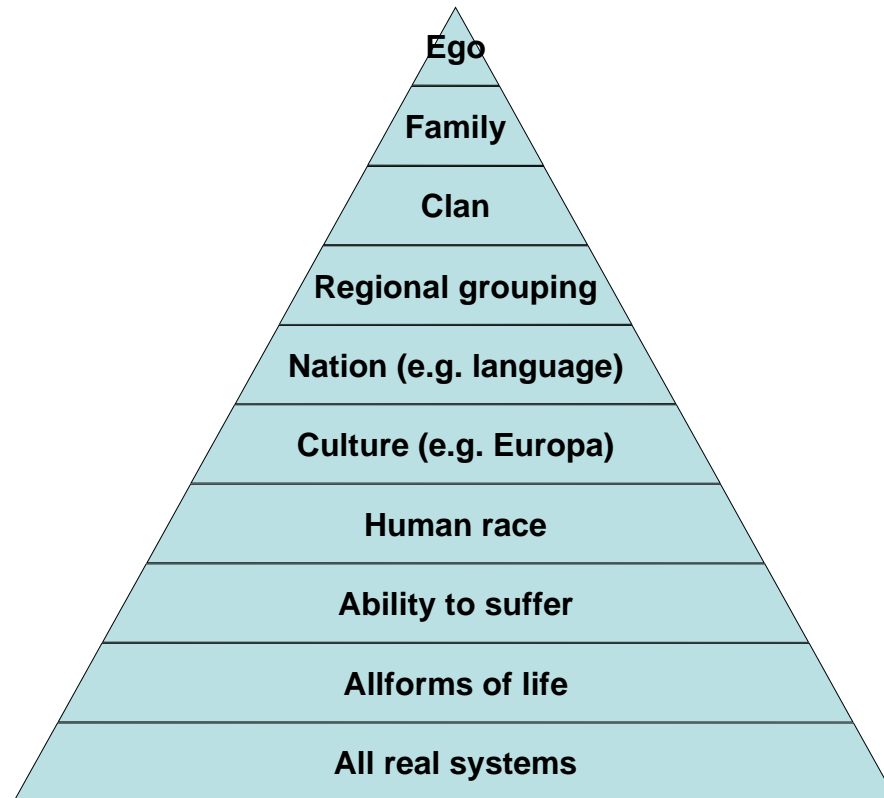 Ego
Family
Clan
Regional grouping
Nation (e.g. language)
Culture (e.g. Europa)
Human race
Ability to suffer
Allforms of life
All real systems